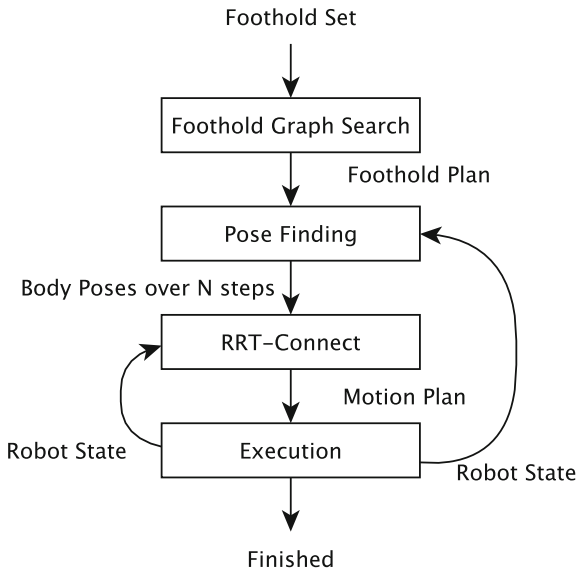 Foothold Set
Foothold Graph Search
Foothold Plan
Pose Finding
Body Poses over N steps
RRT-Connect
Motion Plan
Robot State
Execution
Robot State
Finished